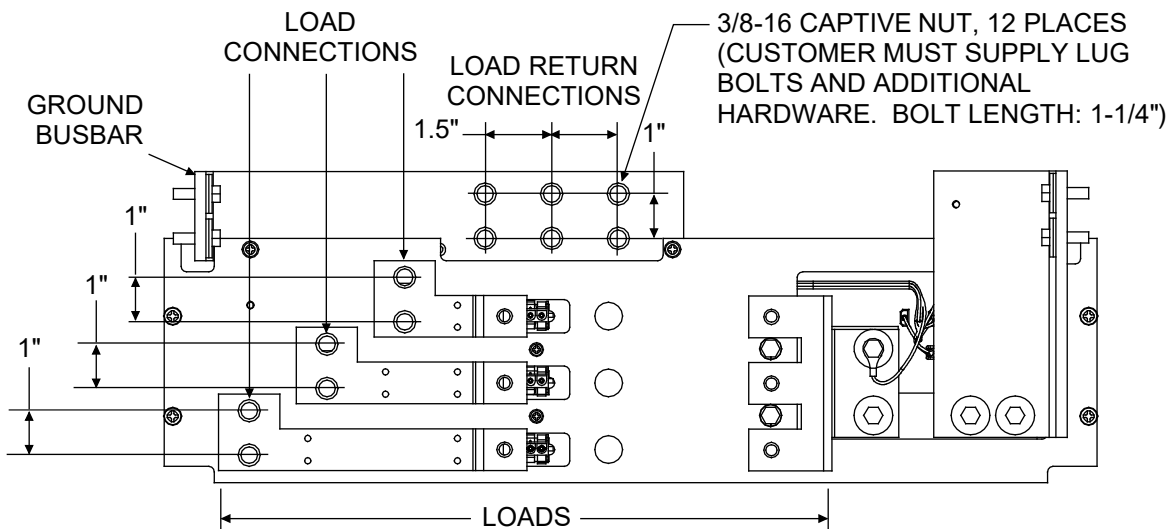 LOAD
CONNECTIONS
3/8-16 CAPTIVE NUT, 12 PLACES
(CUSTOMER MUST SUPPLY LUG
BOLTS AND ADDITIONAL
HARDWARE.  BOLT LENGTH: 1-1/4")
LOAD RETURN
CONNECTIONS
GROUND
BUSBAR
1.5"
1"
1"
1"
1"
LOADS